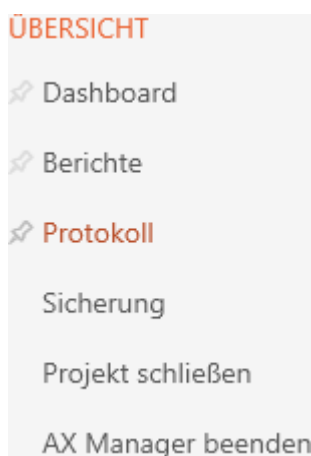 ÜBERSICHT
Dashboard
Berichte
Protokoll
Sicherung
Projekt schließen
AX Manager beenden